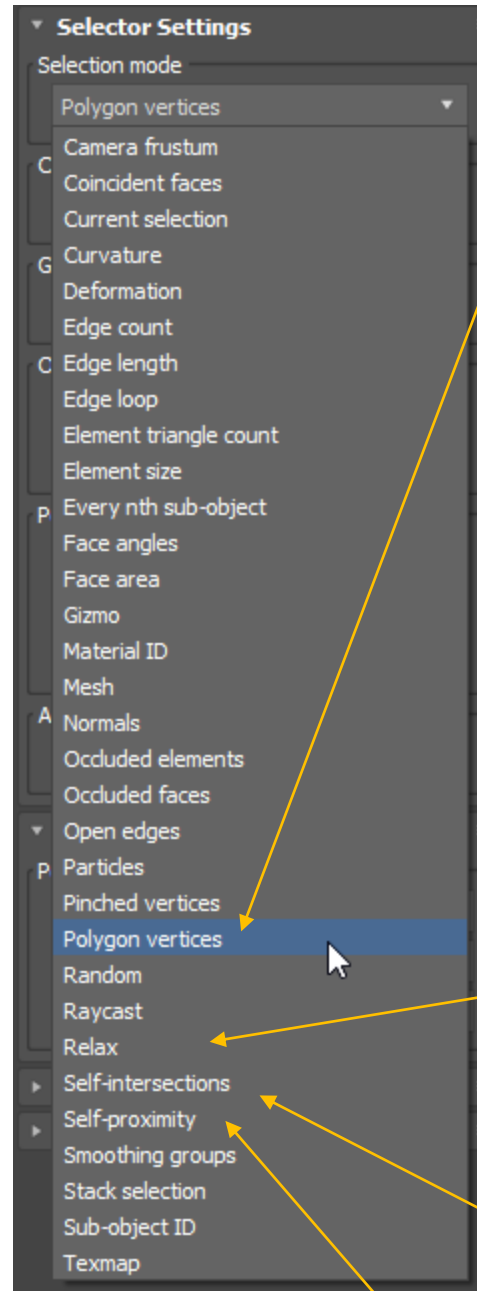 Selector Settings
Selection mode
Polygon vertices
Camera frustum
Coincident faces
Current selection
Curvature
Deformation
Edge count
Edge length
Edge loop
Element triangle count
Element size
Every nth sub-object
Face angles
Face area
Gizmo
Material ID
Mesh
Normals
Occluded elements
Occluded faces
Open edges
Particles
Pinched vertices
Polygon vertices
Random
Raycast
Relax
Self-intersections
Self-proximity
Smoothing groups
Stack selection
Sub-object ID
Texmap